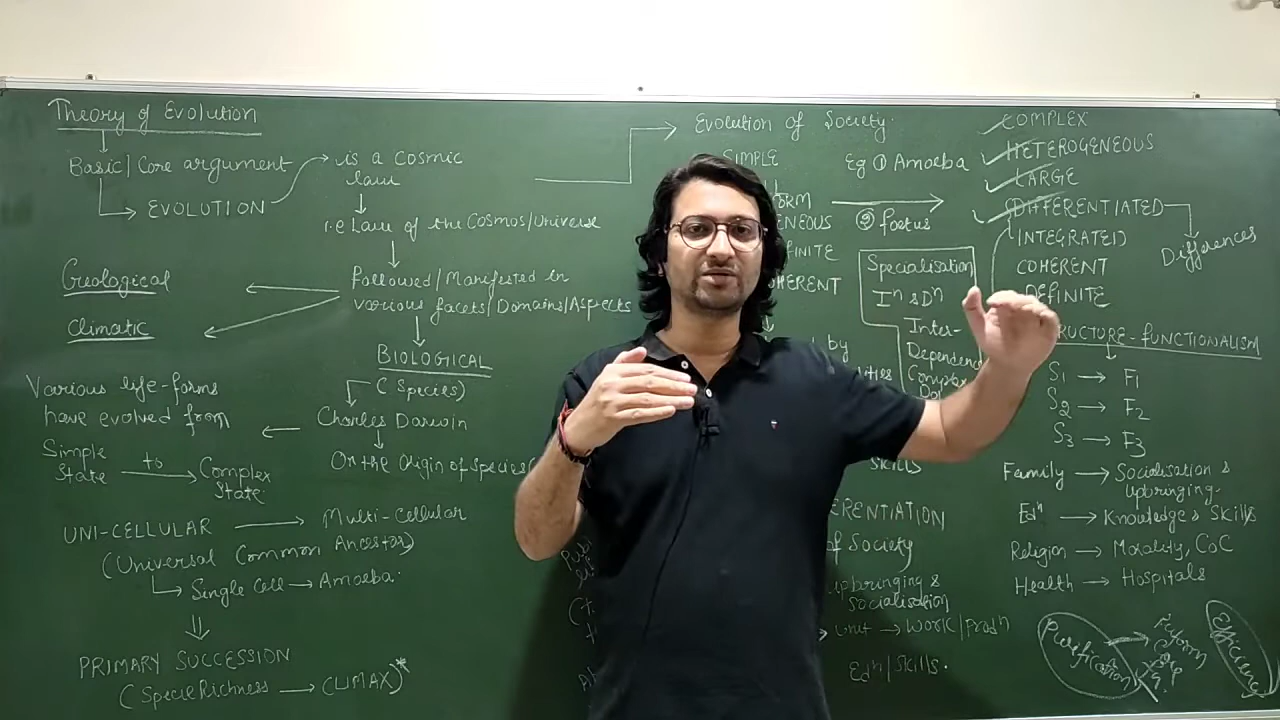 Theory of Evolution
Basic/Core argument
EVOLUTION
is a cosmic
law
i.e Law of the Cosmos/Universe
followed/Manifested in
various facets/Domains/Aspects
Geological
Climatic
BIOLOGICAL
(Species)
Charles Darwin
On the Origin of Species
Various life-forms
have evolved from
Simple
State to Complex
State.
UNI-CELLULAR Multi-Cellular
(Universal Common Ancestor)
Single Cell Amoeba.
PRIMARY SUCCESSION
(Specie Richness CLIMAX)*
Evolution of Society.
SIMPLE
Eg ① Amoeba
② foetus
COMPLEX
HETEROGENEOUS
LARGE
DIFFERENTIATED
INTEGRATED
COHERENT
DEFINITE
Differences
Specialisation
Iⁿ & Dⁿ
Inter-
by
skills
of Society
upbringing &
socialisation
unit → work/Prodⁿ
Edⁿ/Skills.
RUCTURE-FUNCTIONALISM
S1 → F1
S2 → F2
S3 → F3
Family → Socialisation &
upbringing.
Edⁿ → Knowledge & Skills
Religion → Morality, CoC
Health → Hospitals
Purification